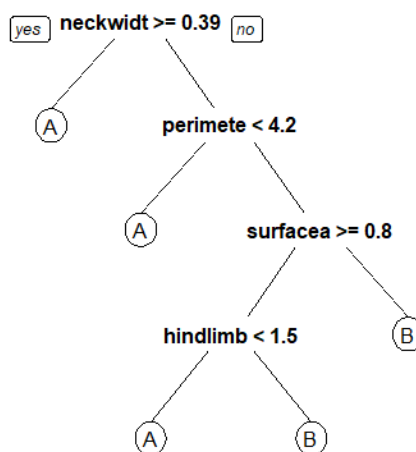 yes neckwidt >= 0.39 no
A
perimete < 4.2
A
surfacea >= 0.8
hindlimb < 1.5
B
A
B